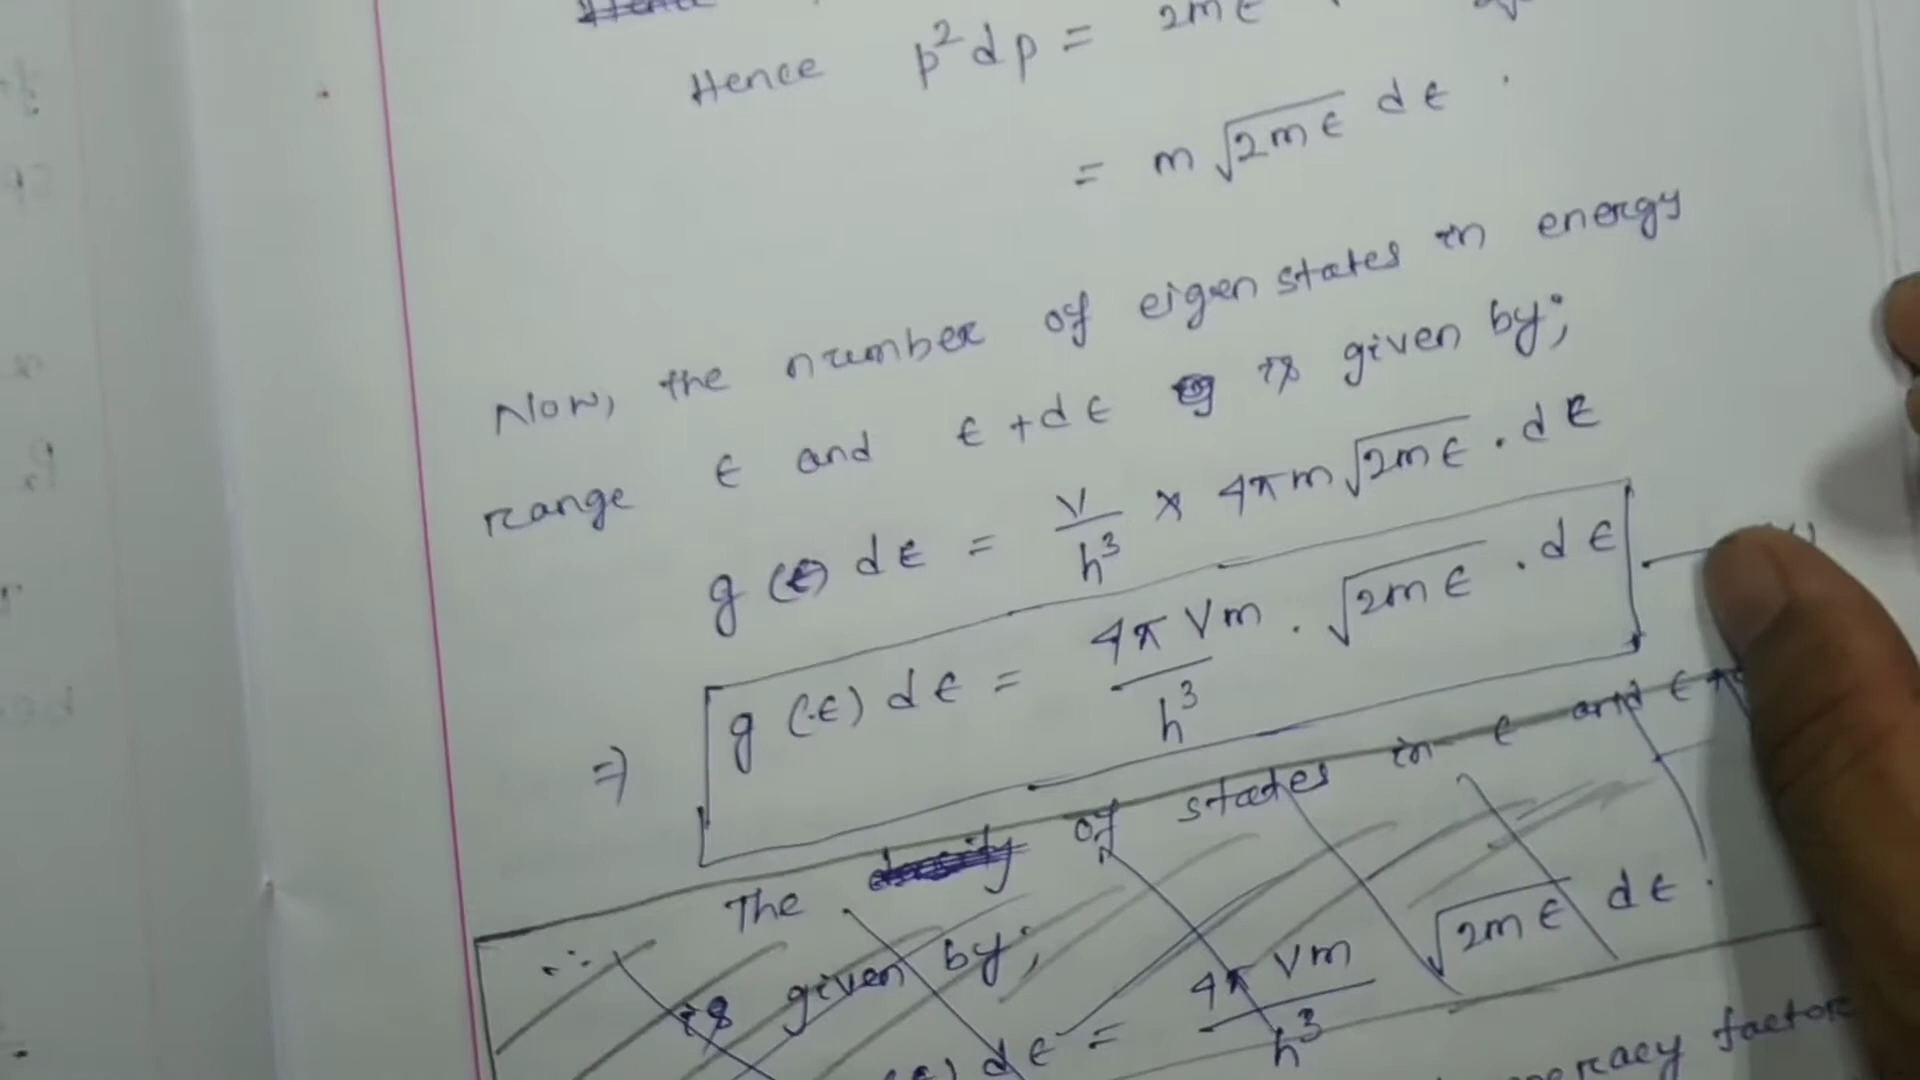 Hence p²dp = 2mϵ
= m √2mϵ dϵ .
Now, the number of eigen states in energy
range ϵ and ϵ+dϵ is given by;
g (ϵ) dϵ = V/h³ × 4πm √2mϵ . dϵ
⇒ g (ϵ) dϵ = 4πVm/h³ . √2mϵ . dϵ
∴ The density of states in ϵ and ϵ
is given by;
dϵ = 4πVm/h³ √2mϵ dϵ .
factor